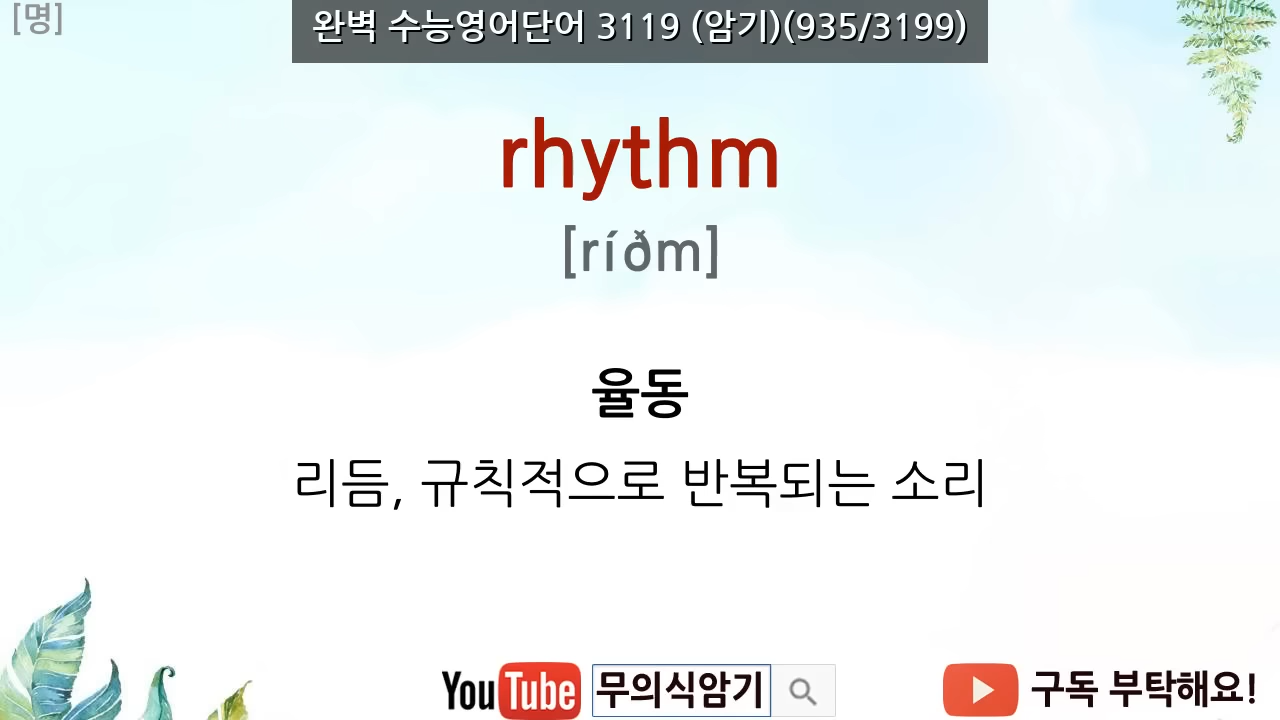 [명]
완벽 수능영어단어 3119 (암기)(935/3199)
rhythm
[ríðm]
율동
리듬, 규칙적으로 반복되는 소리
YouTube 무의식암기
구독 부탁해요!